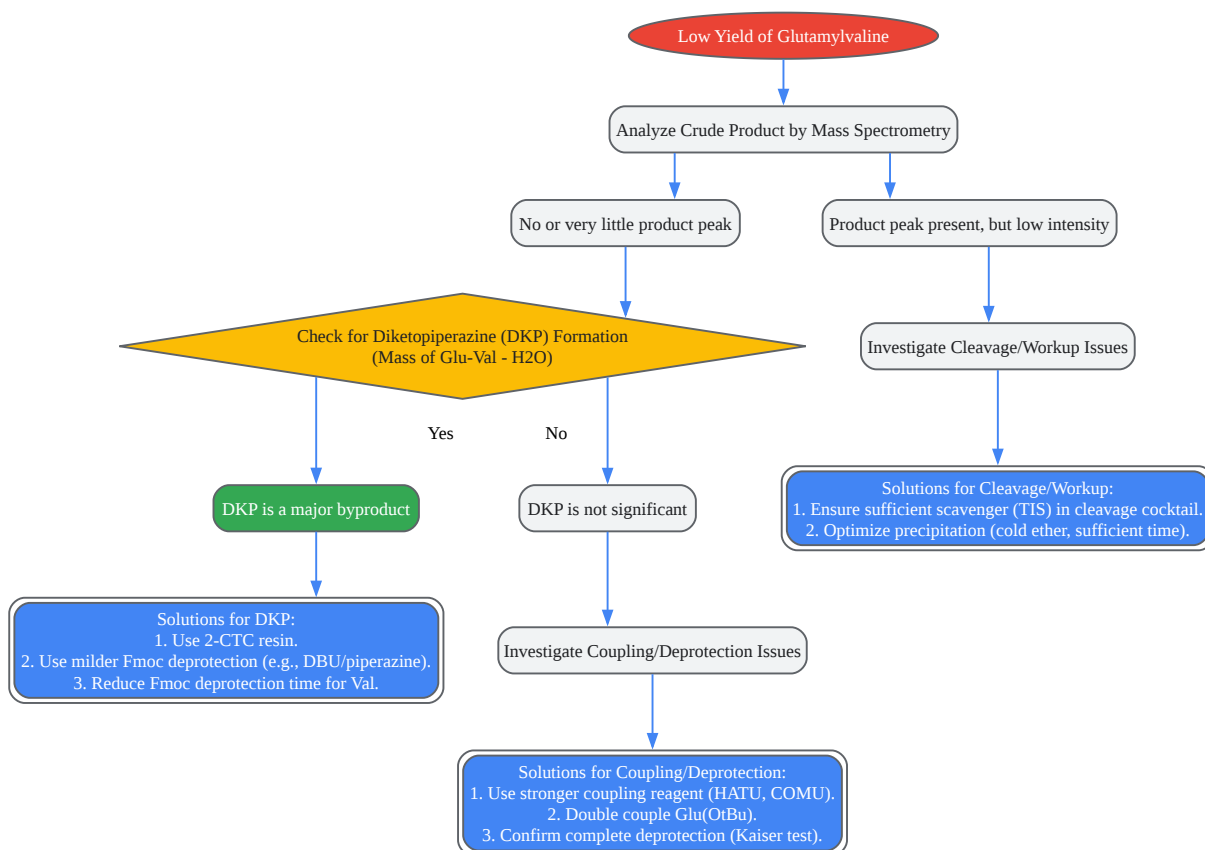 Low Yield of Glutamylvaline
Analyze Crude Product by Mass Spectrometry
No or very little product peak
Product peak present, but low intensity
Check for Diketopiperazine (DKP) Formation
(Mass of Glu-Val - H2O)
Investigate Cleavage/Workup Issues
Yes
No
DKP is a major byproduct
DKP is not significant
Solutions for Cleavage/Workup:
1. Ensure sufficient scavenger (TIS) in cleavage cocktail.
2. Optimize precipitation (cold ether, sufficient time).
Solutions for DKP:
1. Use 2-CTC resin.
2. Use milder Fmoc deprotection (e.g., DBU/piperazine).
3. Reduce Fmoc deprotection time for Val.
Investigate Coupling/Deprotection Issues
Solutions for Coupling/Deprotection:
1. Use stronger coupling reagent (HATU, COMU).
2. Double couple Glu(OtBu).
3. Confirm complete deprotection (Kaiser test).